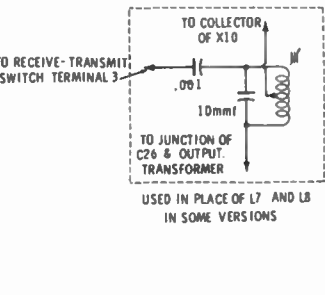 TO COLLECTOR
OF X10
TO RECEIVE-TRANSMIT
SWITCH TERMINAL 3
.001
10mmf
TO JUNCTION OF
C26 & OUTPUT
TRANSFORMER
USED IN PLACE OF L7 AND L8
IN SOME VERSIONS